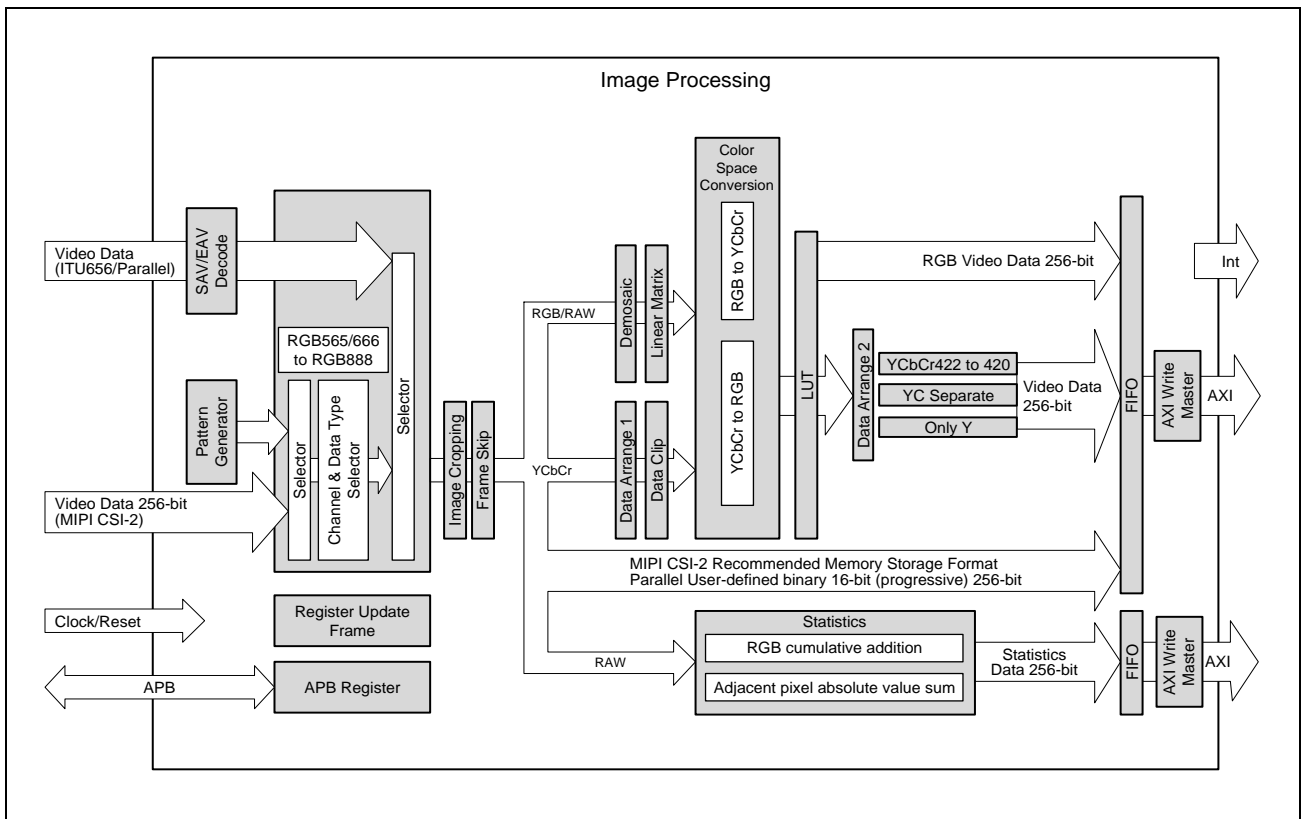 Image Processing
Video Data
(ITU656/Parallel)
SAV/EAV
Decode
RGB565/666
to RGB888
Pattern
Generator
Video Data 256-bit
(MIPI CSI-2)
Selector
Channel & Data Type
Selector
Selector
Image Cropping
Frame Skip
Clock/Reset
Register Update
Frame
APB
APB Register
RGB/RAW
YCbCr
RAW
Demosaic
Linear Matrix
Data Arrange 1
Data Clip
Color
Space
Conversion
RGB to YCbCr
YCbCr to RGB
LUT
RGB Video Data 256-bit
Data Arrange 2
YCbCr422 to 420
YC Separate
Only Y
Video Data
256-bit
MIPI CSI-2 Recommended Memory Storage Format
Parallel User-defined binary 16-bit (progressive) 256-bit
Statistics
RGB cumulative addition
Adjacent pixel absolute value sum
Statistics
Data 256-bit
FIFO
AXI Write
Master
AXI
Int
FIFO
AXI Write
Master
AXI